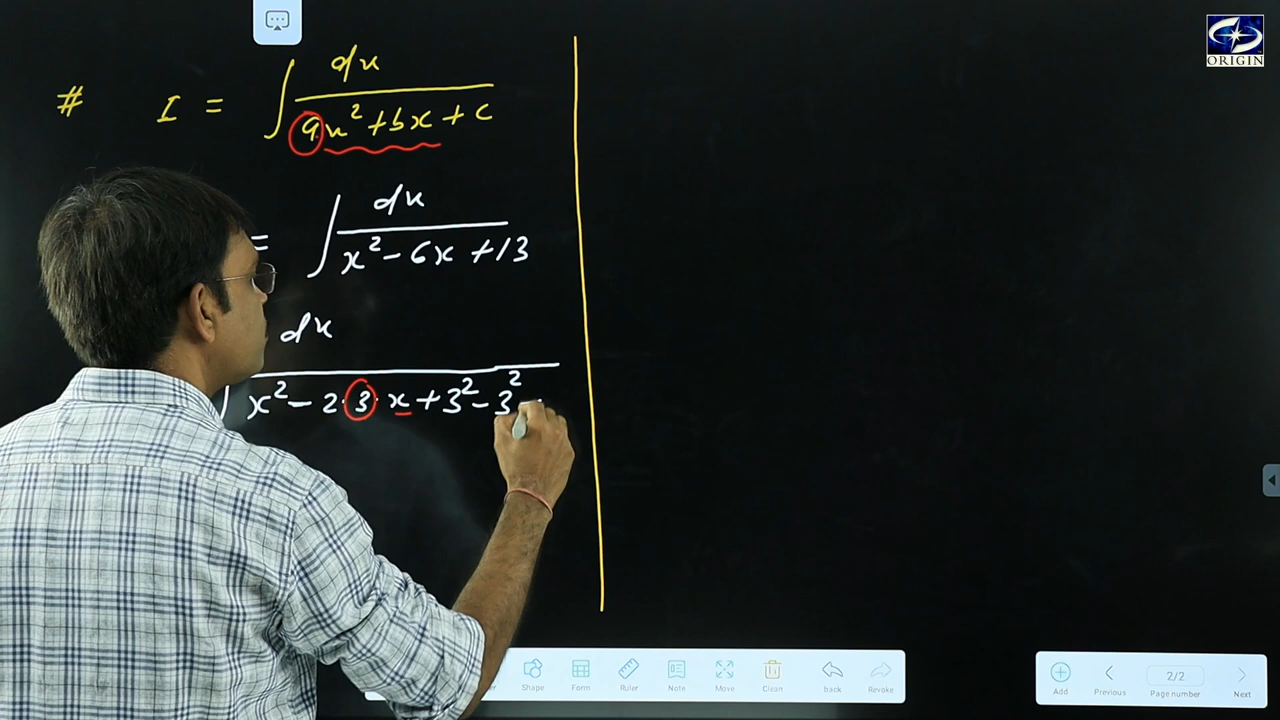 # I = ∫ dx / (ax² + bx + c)
= ∫ dx / (x² - 6x + 13)
∫ dx / (x² - 2·3·x + 3² - 3²
ORIGIN
Shape Form Ruler Note Move Clean back Revoke
Add Previous 2/2 Page number Next